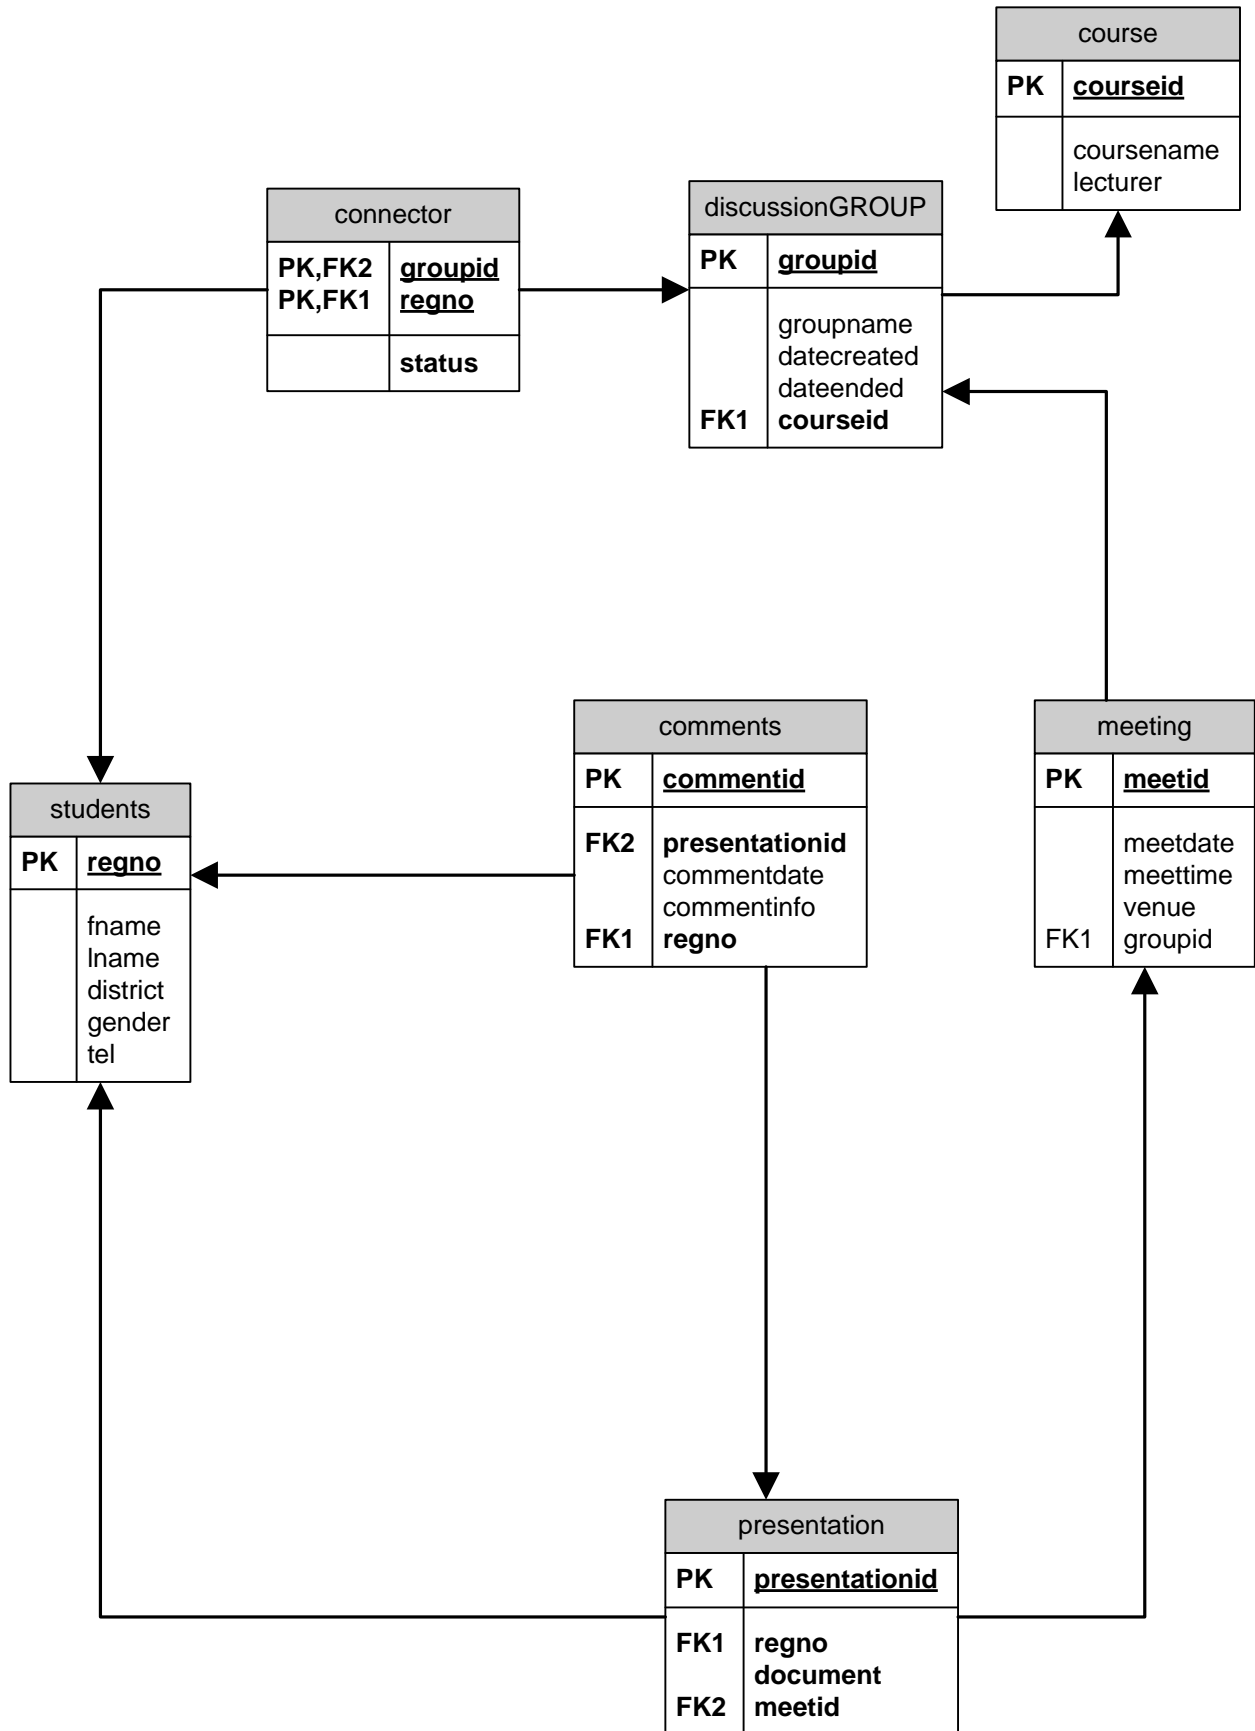 course
PK courseid
coursename
lecturer
connector
PK,FK2 groupid
PK,FK1 regno
status
discussionGROUP
PK groupid
groupname
datecreated
dateended
FK1 courseid
comments
PK commentid
FK2 presentationid
commentdate
commentinfo
FK1 regno
meeting
PK meetid
meetdate
meettime
venue
FK1 groupid
students
PK regno
fname
lname
district
gender
tel
presentation
PK presentationid
FK1 regno
document
FK2 meetid